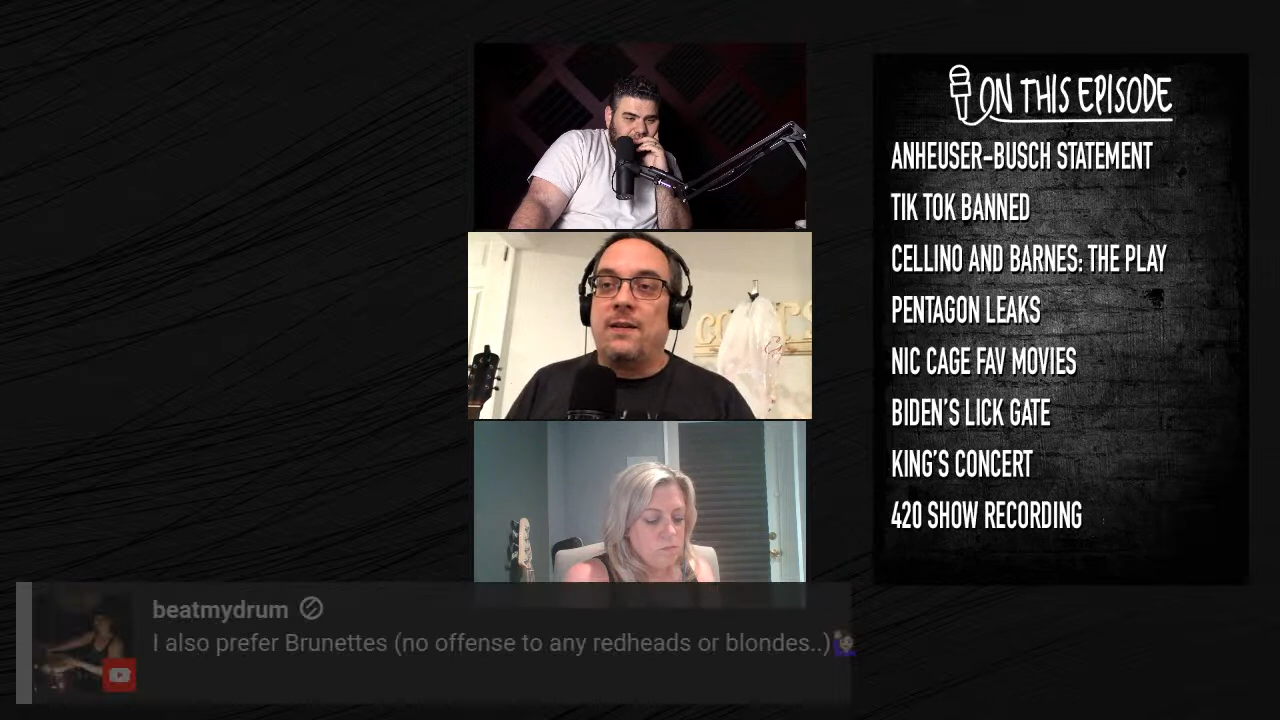 ON THIS EPISODE
ANHEUSER-BUSCH STATEMENT
TIK TOK BANNED
CELLINO AND BARNES: THE PLAY
PENTAGON LEAKS
NIC CAGE FAV MOVIES
BIDEN'S LICK GATE
KING'S CONCERT
420 SHOW RECORDING
beatmydrum
I also prefer Brunettes (no offense to any redheads or blondes..)🙋🏻‍♀️